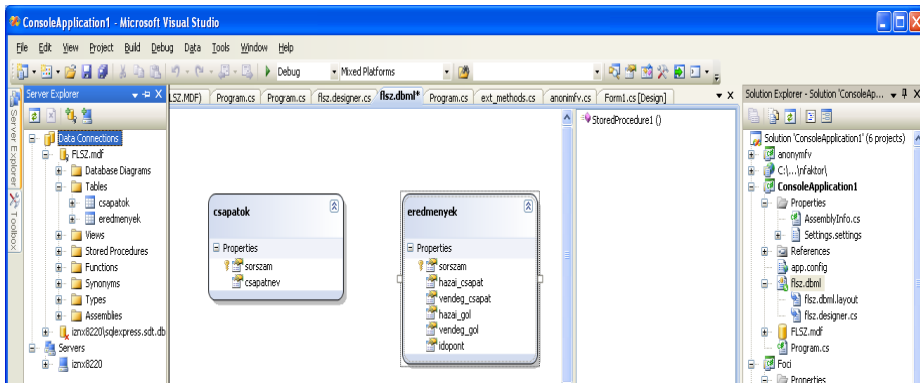 ConsoleApplication1 - Microsoft Visual Studio
File Edit View Project Build Debug Data Tools Window Help
Debug Mixed Platforms
Server Explorer
Server Explorer
Toolbox
Data Connections
FLSZ.mdf
Database Diagrams
Tables
csapatok
eredmenyek
Views
Stored Procedures
Functions
Synonyms
Types
Assemblies
iznx8220\sqlexpress.sdt.db
Servers
iznx8220
LSZ.MDF) Program.cs Program.cs flsz.designer.cs flsz.dbml* Program.cs ext_methods.cs anonimfv.cs Form1.cs [Design]
csapatok
Properties
sorszam
csapatnev
eredmenyek
Properties
sorszam
hazai_csapat
vendeg_csapat
hazai_gol
vendeg_gol
idopont
StoredProcedure1 ()
Solution Explorer - Solution 'ConsoleAp...
Solution 'ConsoleApplication1' (6 projects)
anonymfv
C:\...\nfaktor\
ConsoleApplication1
Properties
AssemblyInfo.cs
Settings.settings
References
app.config
flsz.dbml
flsz.dbml.layout
flsz.designer.cs
FLSZ.mdf
Program.cs
Foci
Properties